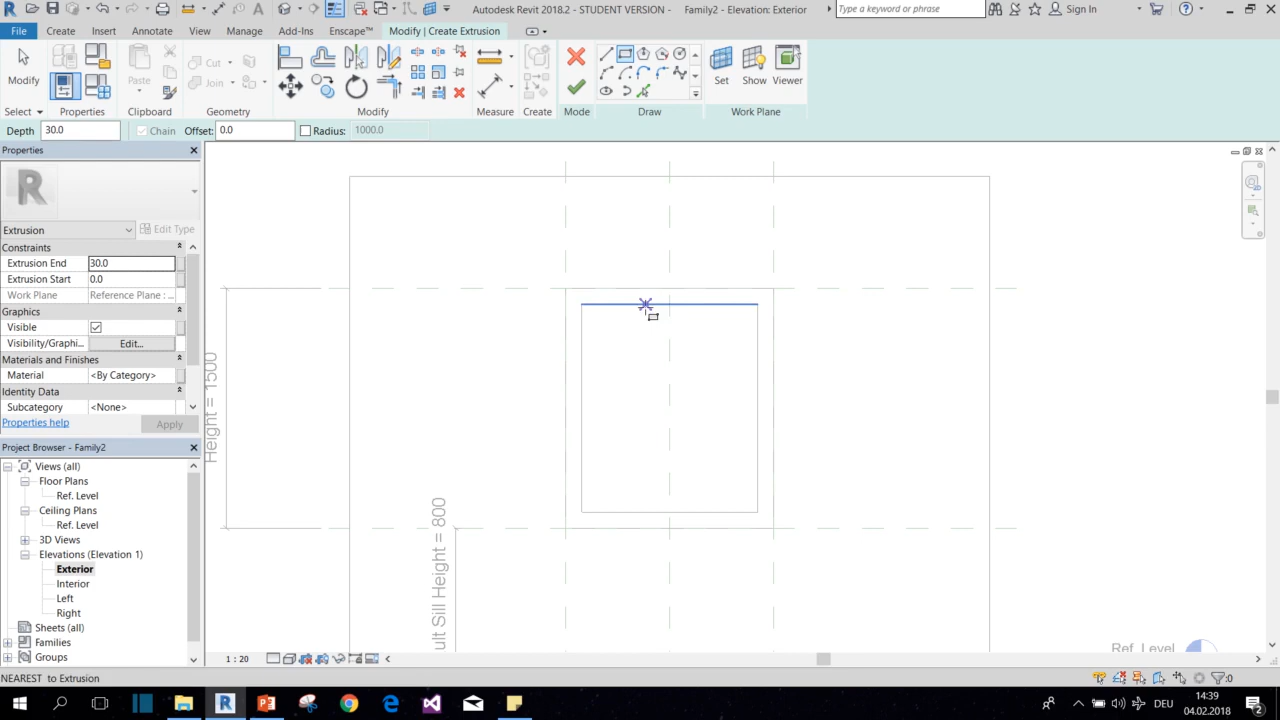 Autodesk Revit 2018.2 - STUDENT VERSION - Family2 - Elevation: Exterior
Type a keyword or phrase
Sign In
File Create Insert Annotate View Manage Add-Ins Enscape™ Modify | Create Extrusion
Modify
Paste
Cut
Join
Set Show Viewer
Select Properties Clipboard Geometry Modify Measure Create Mode Draw Work Plane
Depth 30.0 Chain Offset: 0.0 Radius: 1000.0
Properties
Extrusion Edit Type
Constraints
Extrusion End 30.0
Extrusion Start 0.0
Work Plane Reference Plane : ...
Graphics
Visible
Visibility/Graphi... Edit...
Materials and Finishes
Material <By Category>
Identity Data
Subcategory <None>
Properties help Apply
Project Browser - Family2
Views (all)
Floor Plans
Ref. Level
Ceiling Plans
Ref. Level
3D Views
Elevations (Elevation 1)
Exterior
Interior
Left
Right
Sheets (all)
Families
Groups
Height = 1500
ult Sill Height = 800
Ref. Level
1 : 20
NEAREST to Extrusion
:0
DEU
14:39
04.02.2018
2